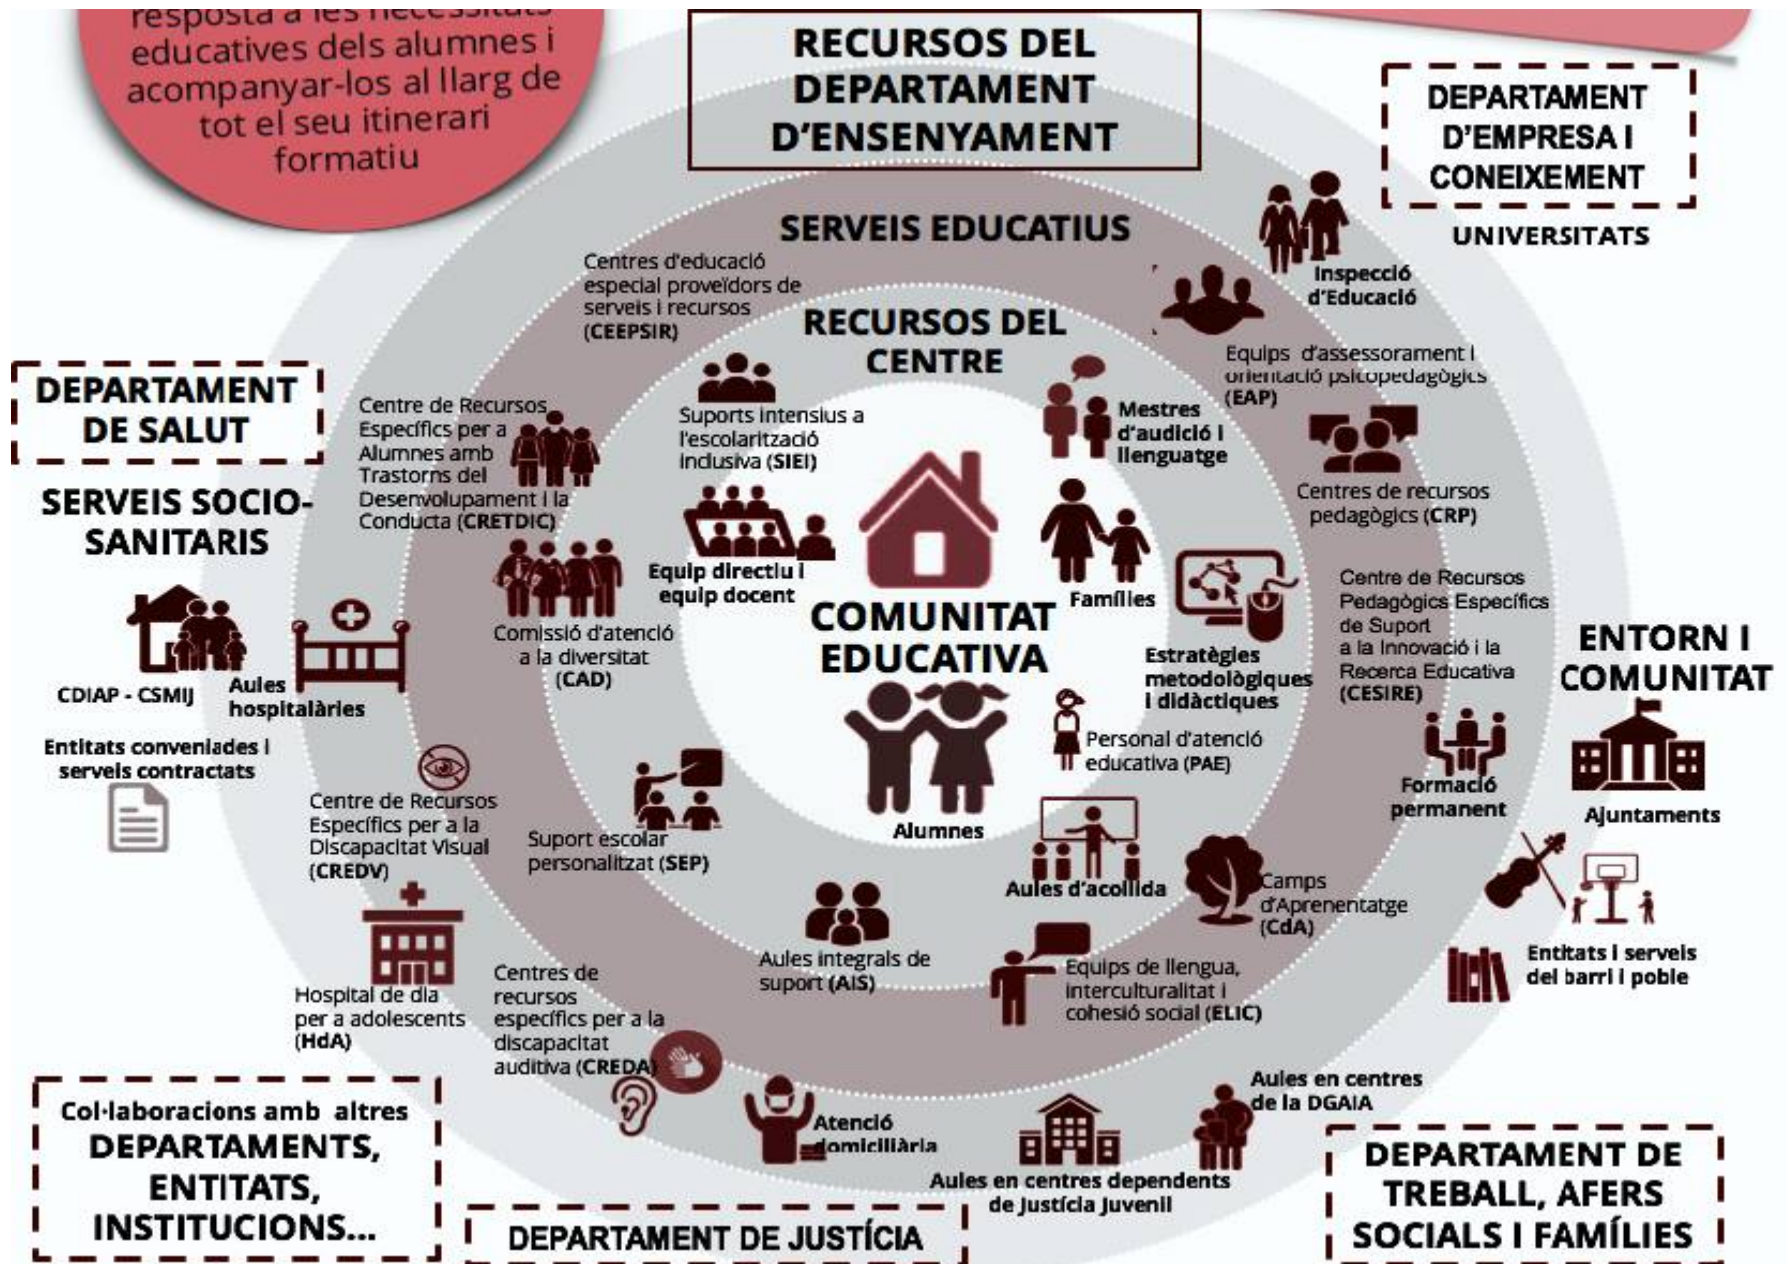 resposta a les necessitats
educatives dels alumnes i
acompanyar-los al llarg de
tot el seu itinerari
formatiu
RECURSOS DEL
DEPARTAMENT
D'ENSENYAMENT
DEPARTAMENT
D'EMPRESA I
CONEIXEMENT
UNIVERSITATS
SERVEIS EDUCATIUS
Inspecció
d'Educació
Centres d'educació
especial proveïdors de
serveis i recursos
(CEEPSIR)
RECURSOS DEL
CENTRE
Equips d'assessorament i
orientació psicopedagògics
(EAP)
DEPARTAMENT
DE SALUT
Centre de Recursos
Específics per a
Alumnes amb
Trastorns del
Desenvolupament i la
Conducta (CRETDIC)
Suports intensius a
l'escolarització
inclusiva (SIEI)
Mestres
d'audició i
llenguatge
Centres de recursos
pedagògics (CRP)
SERVEIS SOCIO-
SANITARIS
Equip directiu i
equip docent
Famílies
COMUNITAT
EDUCATIVA
Centre de Recursos
Pedagògics Específics
de Suport
a la Innovació i la
Recerca Educativa
(CESIRE)
ENTORN I
COMUNITAT
Comissió d'atenció
a la diversitat
(CAD)
Estratègies
metodològiques
i didàctiques
CDIAP - CSMIJ
Aules
hospitalàries
Entitats conveniades i
serveis contractats
Personal d'atenció
educativa (PAE)
Formació
permanent
Ajuntaments
Centre de Recursos
Específics per a la
Discapacitat Visual
(CREDV)
Suport escolar
personalitzat (SEP)
Alumnes
Aules d'acollida
Camps
d'Aprenentatge
(CdA)
Entitats i serveis
del barri i poble
Aules integrals de
suport (AIS)
Equips de llengua,
interculturalitat i
cohesió social (ELIC)
Hospital de dia
per a adolescents
(HdA)
Centres de
recursos
específics per a la
discapacitat
auditiva (CREDA)
Atenció
domiciliària
Aules en centres
de la DGAIA
Aules en centres dependents
de Justícia Juvenil
Col·laboracions amb altres
DEPARTAMENTS,
ENTITATS,
INSTITUCIONS...
DEPARTAMENT DE JUSTÍCIA
DEPARTAMENT DE
TREBALL, AFERS
SOCIALS I FAMÍLIES